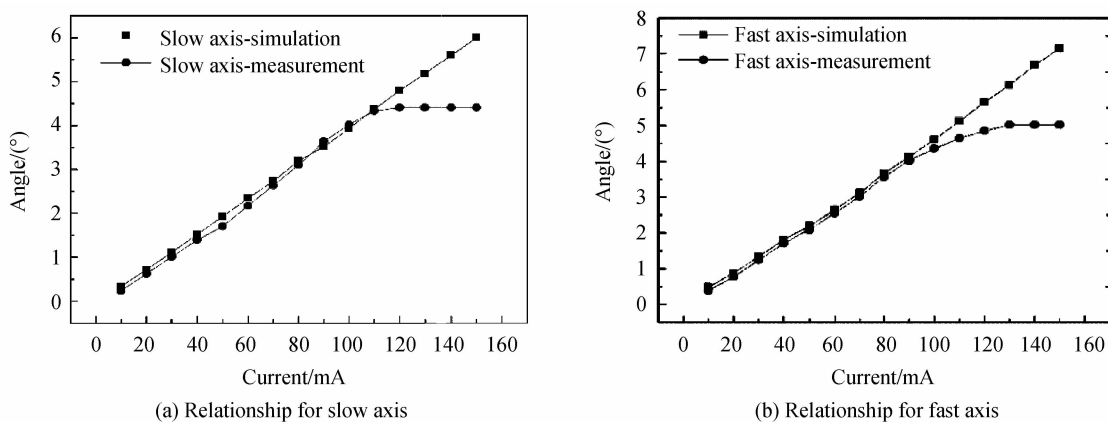 Slow axis-simulation
Slow axis-measurement
Angle/(°)
6
5
4
3
2
1
0
0 20 40 60 80 100 120 140 160
Current/mA
(a) Relationship for slow axis
Fast axis-simulation
Fast axis-measurement
Angle/(°)
8
7
6
5
4
3
2
1
0
0 20 40 60 80 100 120 140 160
Current/mA
(b) Relationship for fast axis